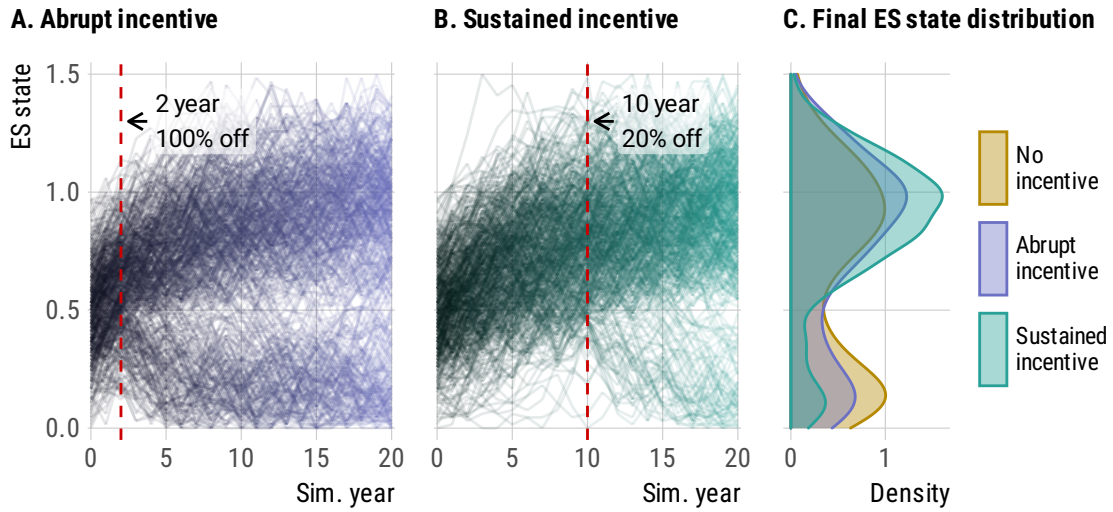 A. Abrupt incentive
B. Sustained incentive
C. Final ES state distribution
ES state
1.5
1.0
0.5
0.0
2 year
100% off
0
5
10
15
20
Sim. year
10 year
20% off
0
5
10
15
20
Sim. year
0
1
Density
No
incentive
Abrupt
incentive
Sustained
incentive